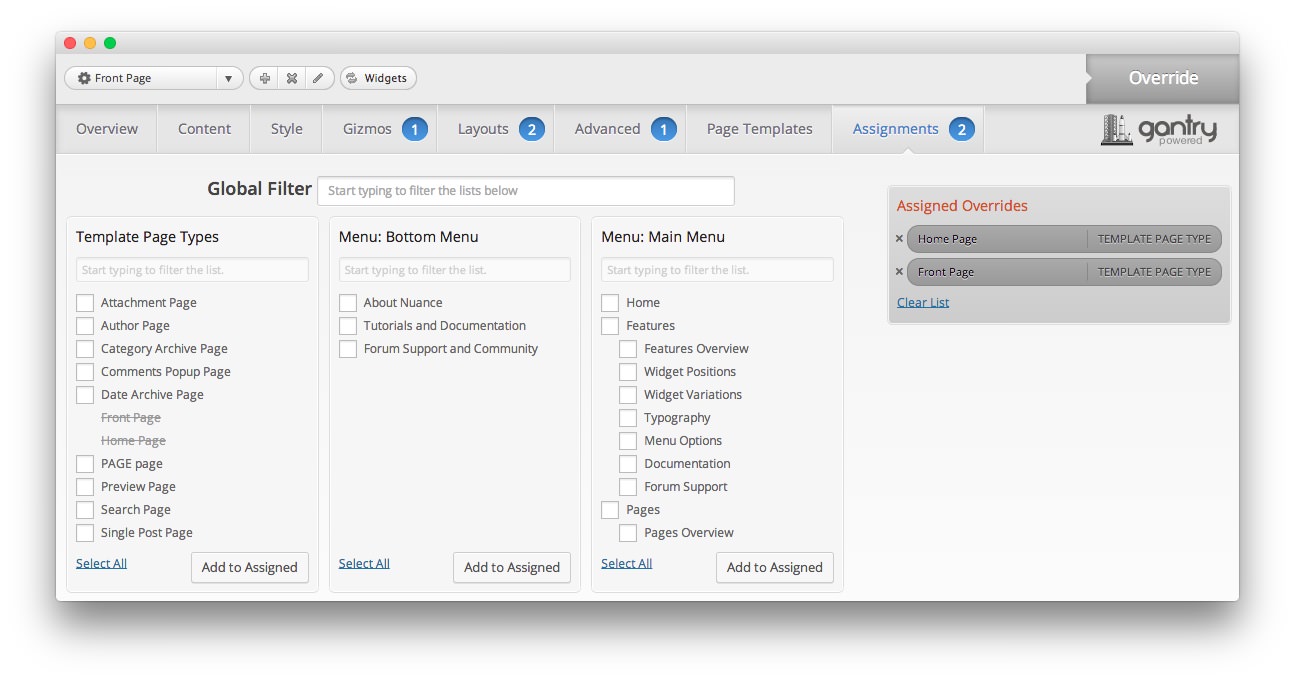 Front Page
Widgets
Override
Overview
Content
Style
Gizmos 1
Layouts 2
Advanced 1
Page Templates
Assignments 2
gantry
powered
Global Filter
Start typing to filter the lists below
Template Page Types
Start typing to filter the list.
Attachment Page
Author Page
Category Archive Page
Comments Popup Page
Date Archive Page
Front Page
Home Page
PAGE page
Preview Page
Search Page
Single Post Page
Select All
Add to Assigned
Menu: Bottom Menu
Start typing to filter the list.
About Nuance
Tutorials and Documentation
Forum Support and Community
Select All
Add to Assigned
Menu: Main Menu
Start typing to filter the list.
Home
Features
Features Overview
Widget Positions
Widget Variations
Typography
Menu Options
Documentation
Forum Support
Pages
Pages Overview
Select All
Add to Assigned
Assigned Overrides
Home Page TEMPLATE PAGE TYPE
Front Page TEMPLATE PAGE TYPE
Clear List